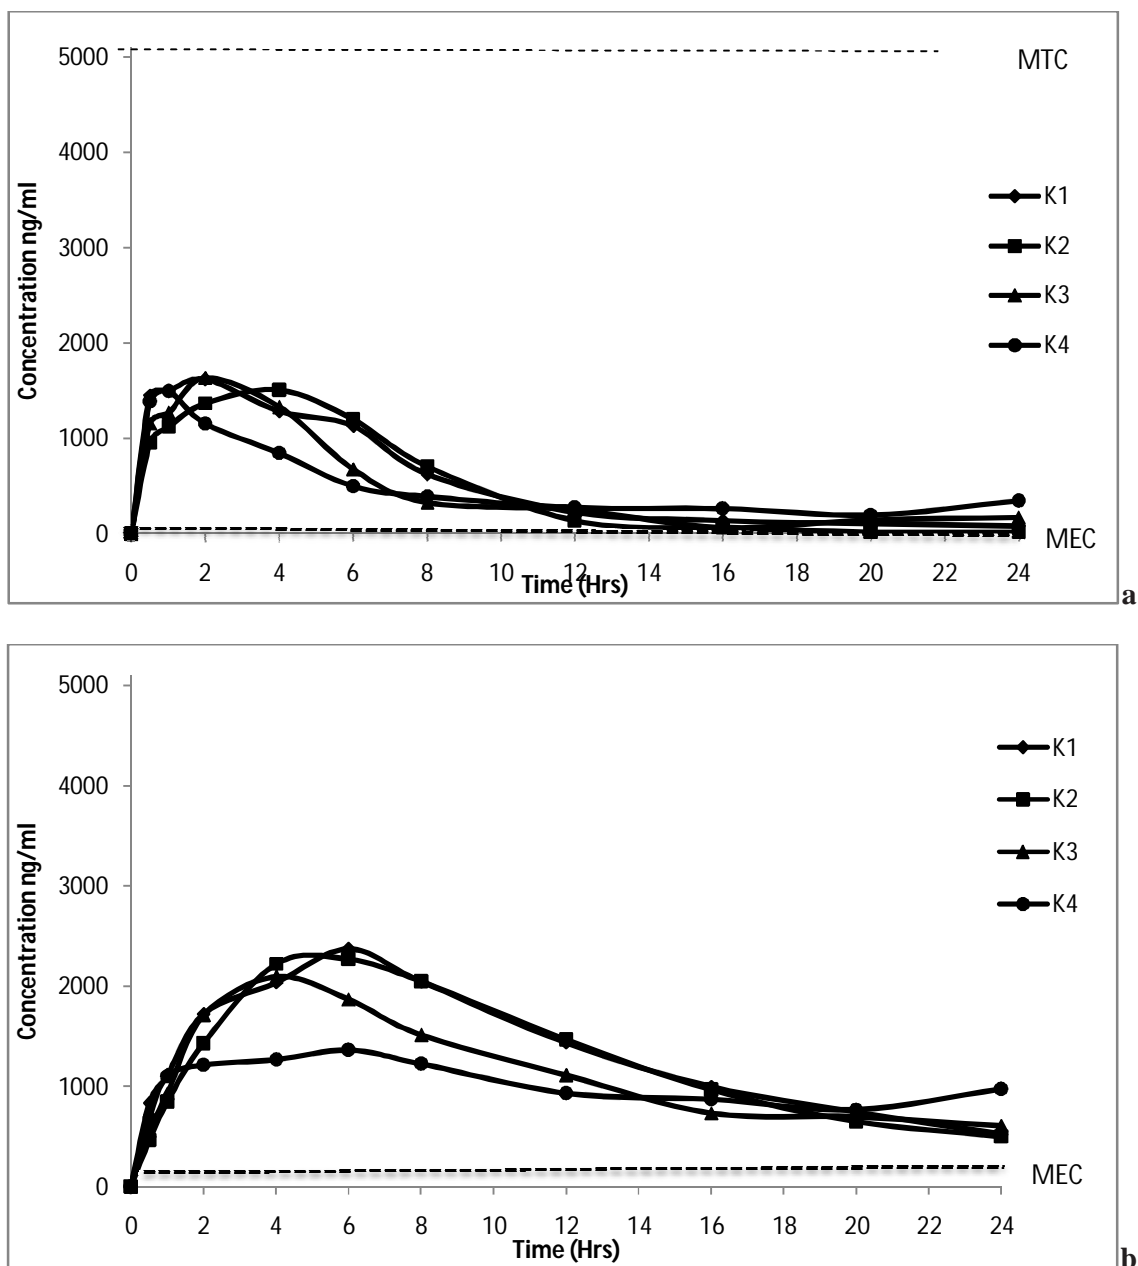 5000
4000
3000
2000
1000
0
Concentration ng/ml
MTC
K1
K2
K3
K4
MEC
0 2 4 6 8 10 12 14 16 18 20 22 24
Time (Hrs)
a
5000
4000
3000
2000
1000
0
Concentration ng/ml
K1
K2
K3
K4
MEC
0 2 4 6 8 10 12 14 16 18 20 22 24
Time (Hrs)
b